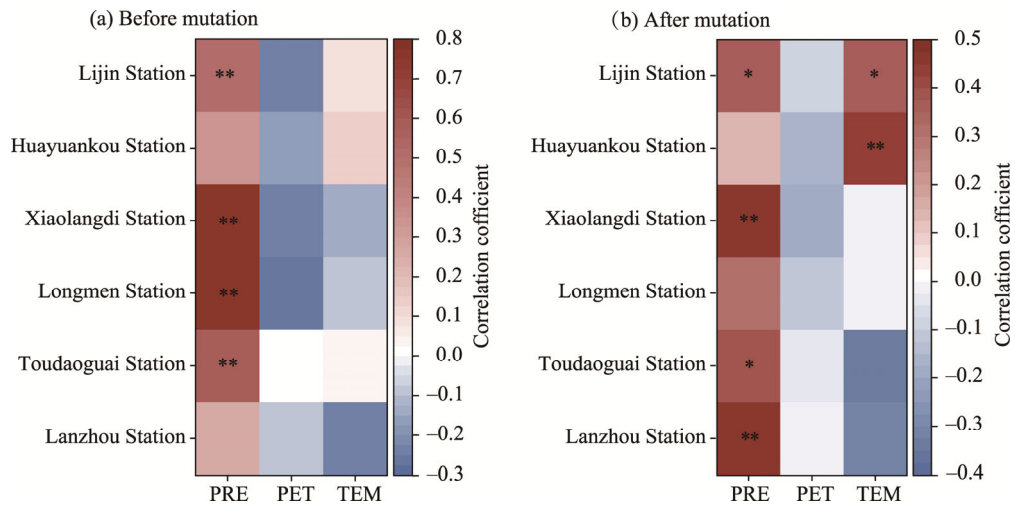 (a) Before mutation
Lijin Station
Huayuankou Station
Xiaolangdi Station
Longmen Station
Toudaoguai Station
Lanzhou Station
**
**
**
**
PRE PET TEM
0.8
0.7
0.6
0.5
0.4
0.3
0.2
0.1
0.0
–0.1
–0.2
–0.3
Correlation cofficient
(b) After mutation
Lijin Station
Huayuankou Station
Xiaolangdi Station
Longmen Station
Toudaoguai Station
Lanzhou Station
* *
**
**
*
**
PRE PET TEM
0.5
0.4
0.3
0.2
0.1
0.0
–0.1
–0.2
–0.3
–0.4
Correlation coefficient